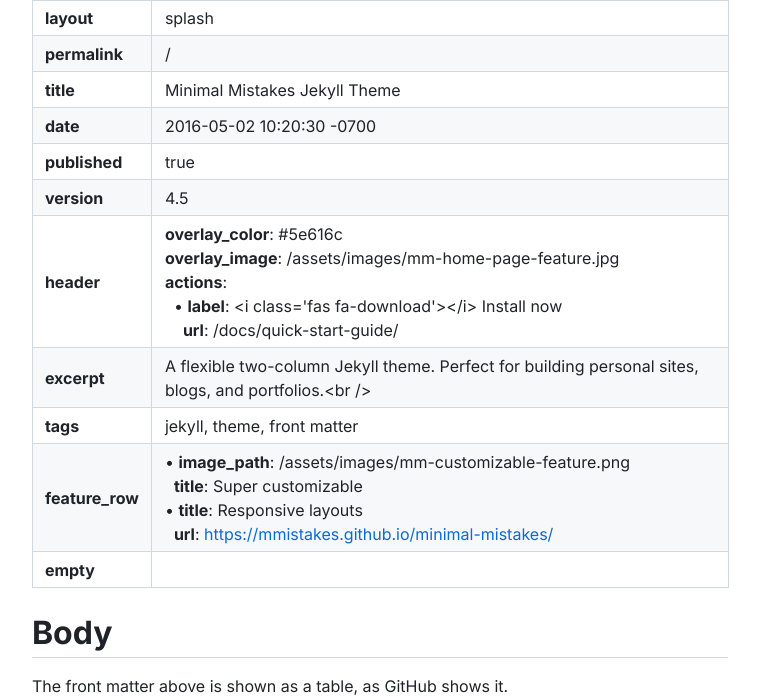 layout splash
permalink /
title Minimal Mistakes Jekyll Theme
date 2016-05-02 10:20:30 -0700
published true
version 4.5
header
overlay_color: #5e616c
overlay_image: /assets/images/mm-home-page-feature.jpg
actions:
• label: <i class='fas fa-download'></i> Install now
url: /docs/quick-start-guide/
excerpt
A flexible two-column Jekyll theme. Perfect for building personal sites,
blogs, and portfolios.<br />
tags jekyll, theme, front matter
feature_row
• image_path: /assets/images/mm-customizable-feature.png
title: Super customizable
• title: Responsive layouts
url: https://mmistakes.github.io/minimal-mistakes/
empty
Body
The front matter above is shown as a table, as GitHub shows it.